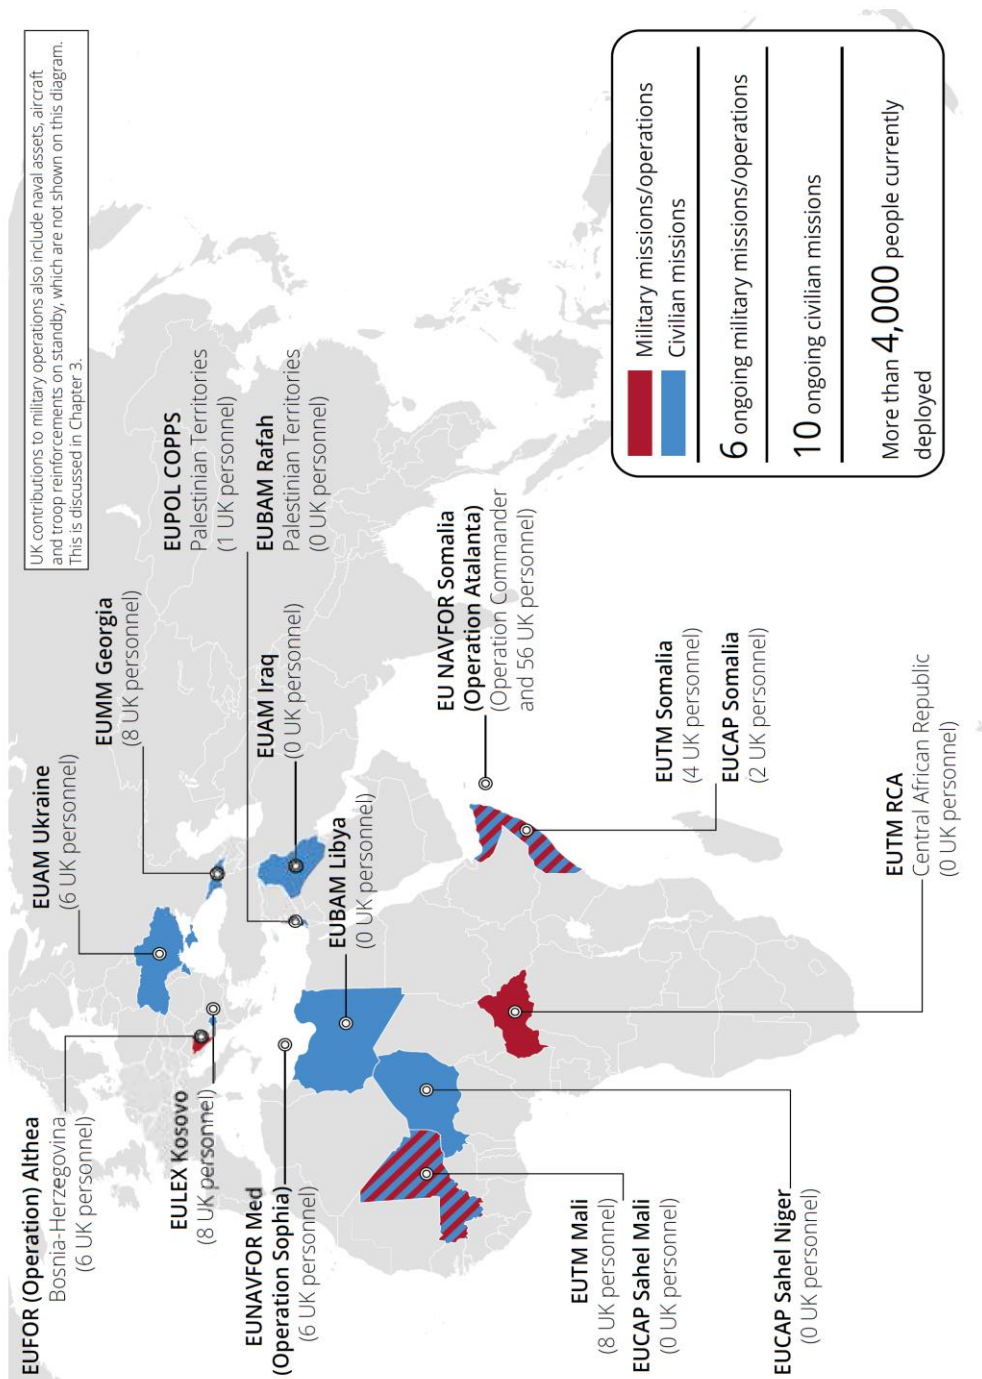 UK contributions to military operations also include naval assets, aircraft
and troop reinforcements on standby, which are not shown on this diagram.
This is discussed in Chapter 3.
EUFOR (Operation) Althea
Bosnia-Herzegovina
(6 UK personnel)
EULEX Kosovo
(8 UK personnel)
EUNAVFOR Med
(Operation Sophia)
(6 UK personnel)
EUAM Ukraine
(6 UK personnel)
EUMM Georgia
(8 UK personnel)
EUPOL COPPS
Palestinian Territories
(1 UK personnel)
EUBAM Rafah
Palestinian Territories
(0 UK personnel)
EUAM Iraq
(0 UK personnel)
EUBAM Libya
(0 UK personnel)
EU NAVFOR Somalia
(Operation Atalanta)
(Operation Commander
and 56 UK personnel)
EUTM Mali
(8 UK personnel)
EUCAP Sahel Mali
(0 UK personnel)
EUCAP Sahel Niger
(0 UK personnel)
EUTM Somalia
(4 UK personnel)
EUCAP Somalia
(2 UK personnel)
EUTM RCA
Central African Republic
(0 UK personnel)
Military missions/operations
Civilian missions
6 ongoing military missions/operations
10 ongoing civilian missions
More than 4,000 people currently
deployed